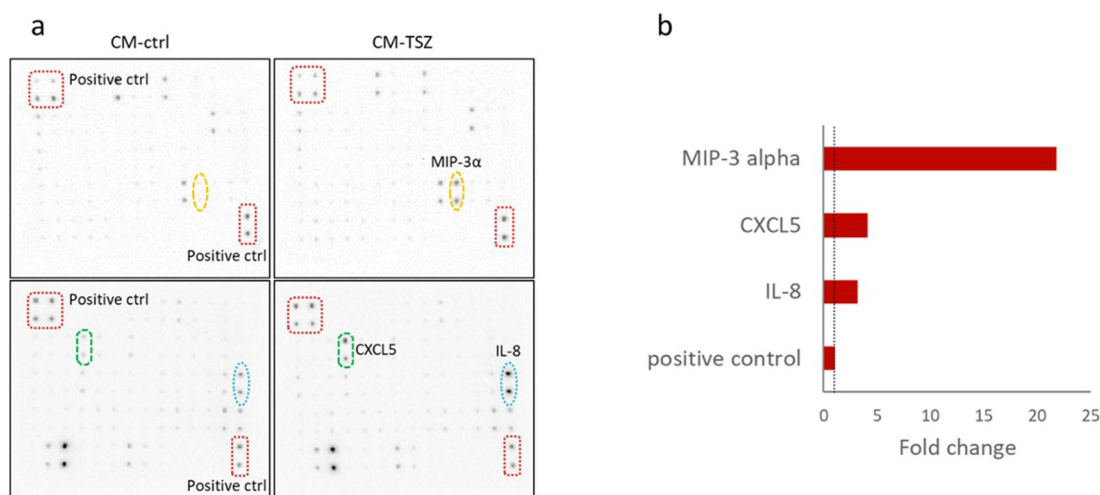 a
CM-ctrl
CM-TSZ
Positive ctrl
MIP-3α
Positive ctrl
Positive ctrl
CXCL5
IL-8
Positive ctrl
b
MIP-3 alpha
CXCL5
IL-8
positive control
0 5 10 15 20 25
Fold change